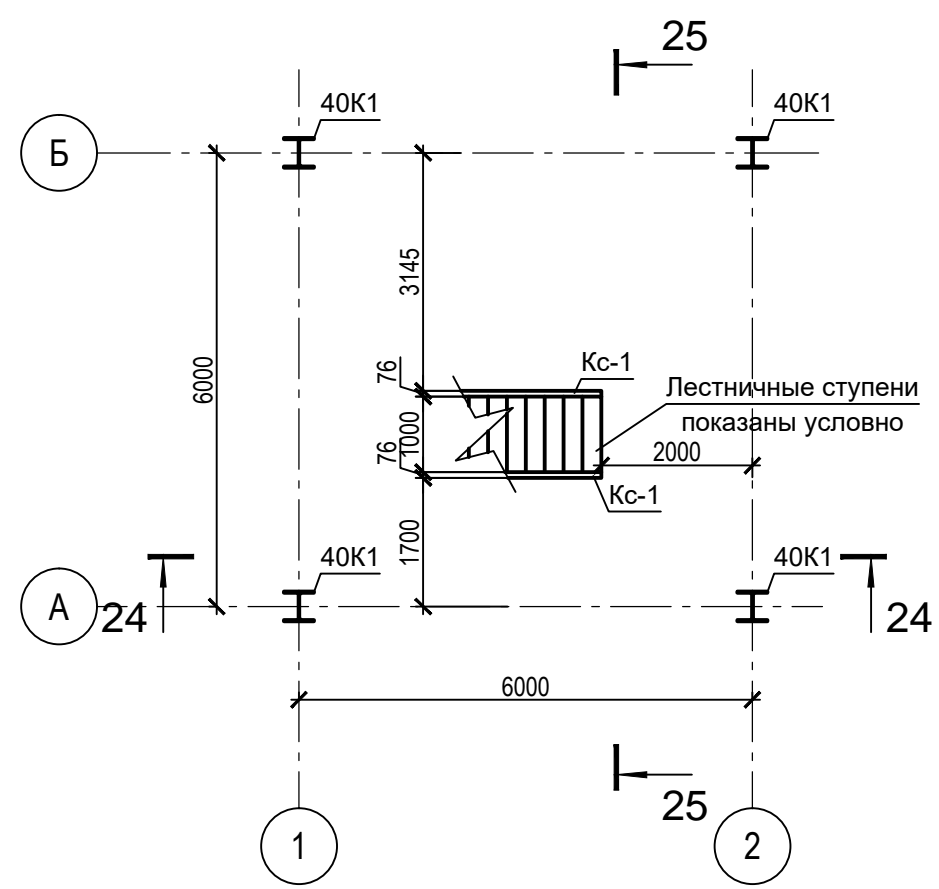 25
40К1
40К1
Б
3145
6000
76
Кс-1
Лестничные ступени
показаны условно
1000
76
2000
Кс-1
1700
40К1
40К1
А
24
24
6000
25
1
2